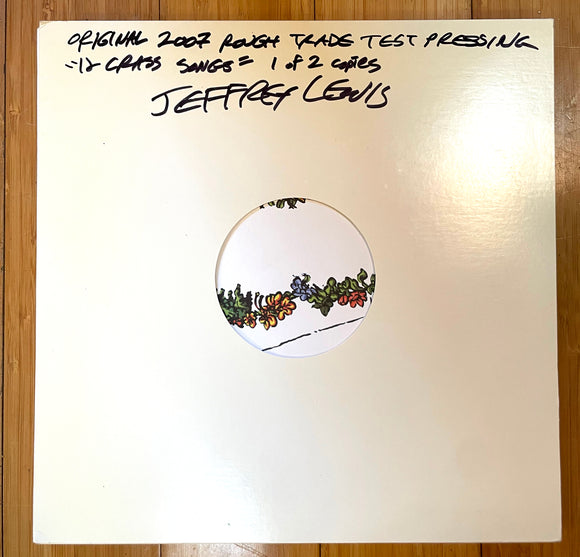 ORIGINAL 2007 ROUGH TRADE TEST PRESSING
"12 CRASS SONGS" 1 of 2 copies
JEFFREY LEWIS